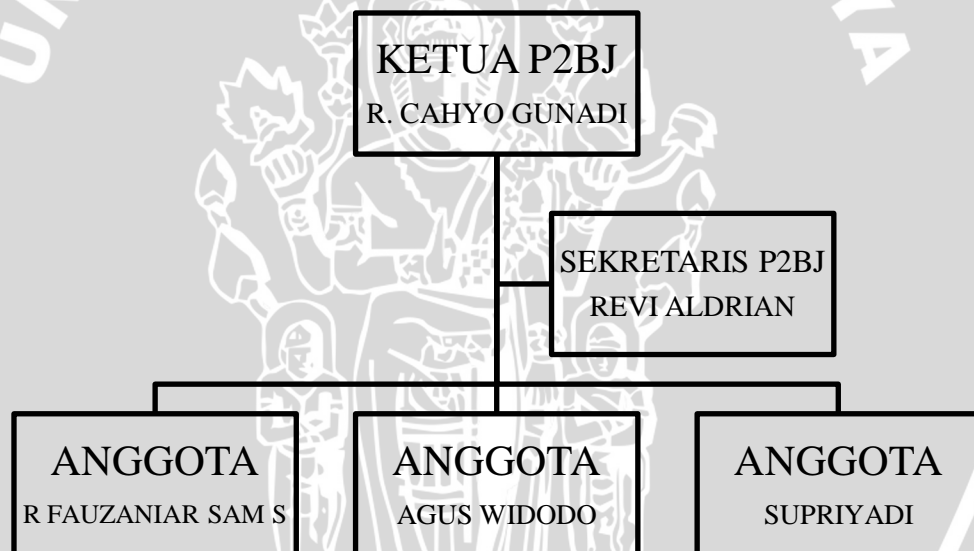 KETUA P2BJ
R. CAHYO GUNADI
SEKRETARIS P2BJ
REVI ALDRIAN
ANGGOTA
R FAUZANIAR SAM S
ANGGOTA
AGUS WIDODO
ANGGOTA
SUPRIYADI